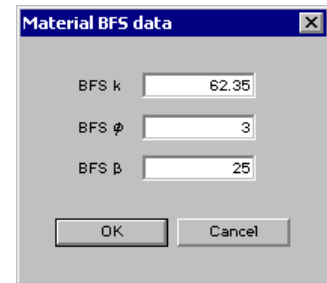 Material BFS data
BFS k 62.35
BFS φ 3
BFS β 25
OK Cancel